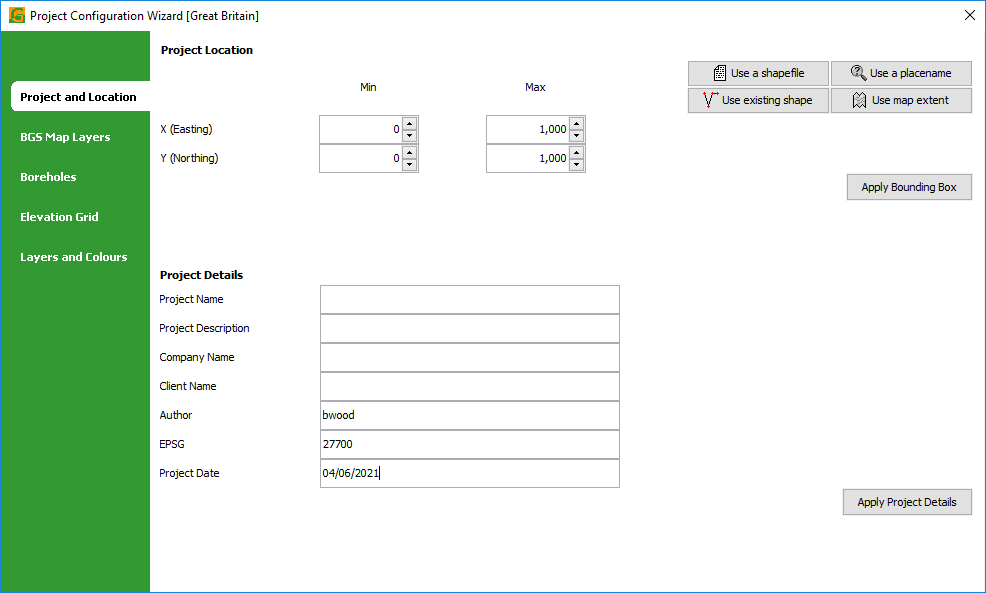 Project Configuration Wizard [Great Britain]
Project and Location
BGS Map Layers
Boreholes
Elevation Grid
Layers and Colours
Project Location
Min Max
X (Easting) 0 1,000
Y (Northing) 0 1,000
Use a shapefile Use a placename
Use existing shape Use map extent
Apply Bounding Box
Project Details
Project Name
Project Description
Company Name
Client Name
Author bwood
EPSG 27700
Project Date 04/06/2021
Apply Project Details